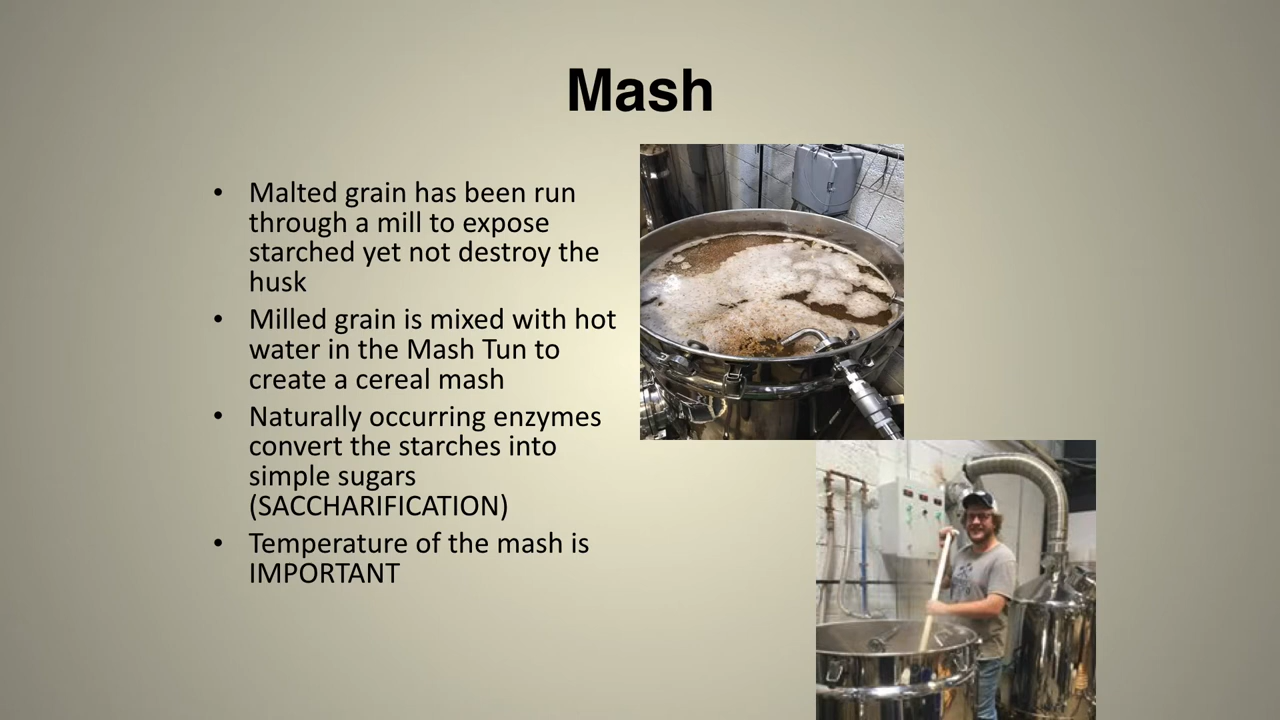 Mash
• Malted grain has been run
through a mill to expose
starched yet not destroy the
husk
• Milled grain is mixed with hot
water in the Mash Tun to
create a cereal mash
• Naturally occurring enzymes
convert the starches into
simple sugars
(SACCHARIFICATION)
• Temperature of the mash is
IMPORTANT